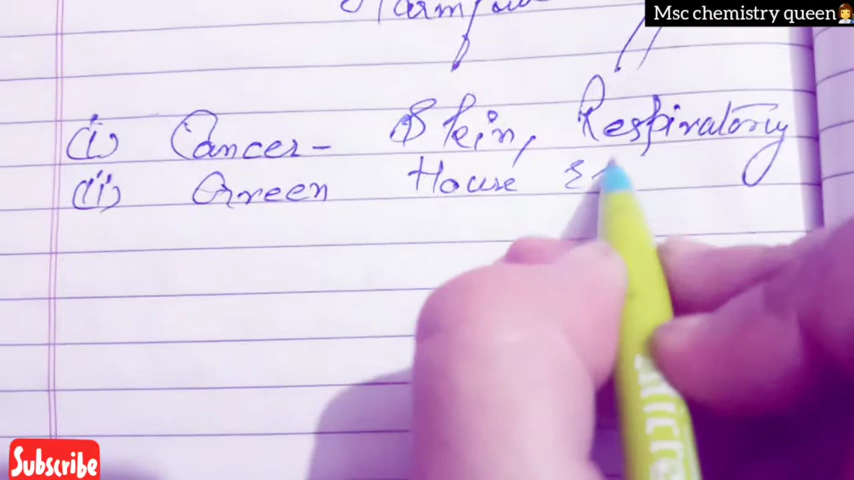 Msc chemistry queen👩‍🔬
(i) Cancer - Skin, Respiratory
(ii) Green House
Subscribe